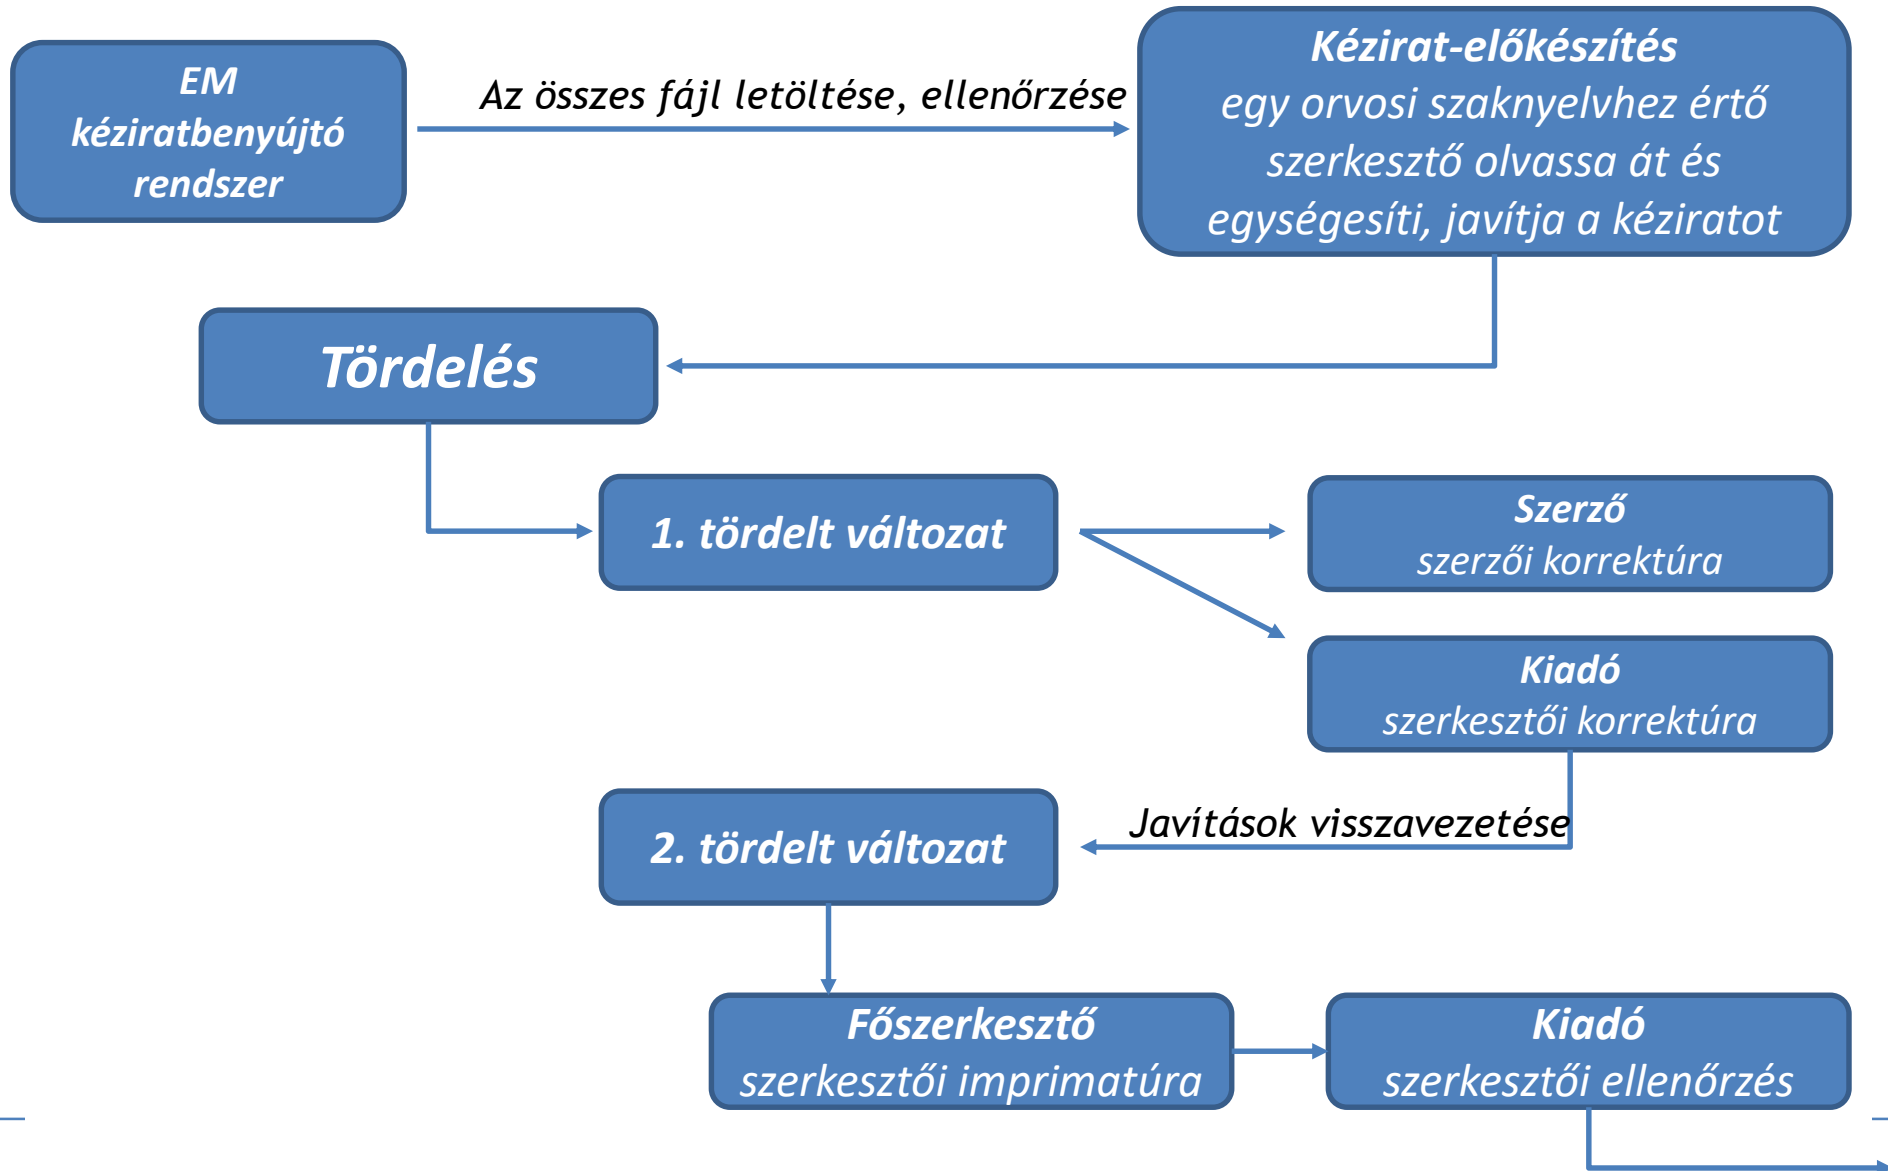 EM
kéziratbenyújtó
rendszer
Az összes fájl letöltése, ellenőrzése
Kézirat-előkészítés
egy orvosi szaknyelvhez értő
szerkesztő olvassa át és
egységesíti, javítja a kéziratot
Tördelés
1. tördelt változat
Szerző
szerzői korrektúra
Kiadó
szerkesztői korrektúra
Javítások visszavezetése
2. tördelt változat
Főszerkesztő
szerkesztői imprimatúra
Kiadó
szerkesztői ellenőrzés